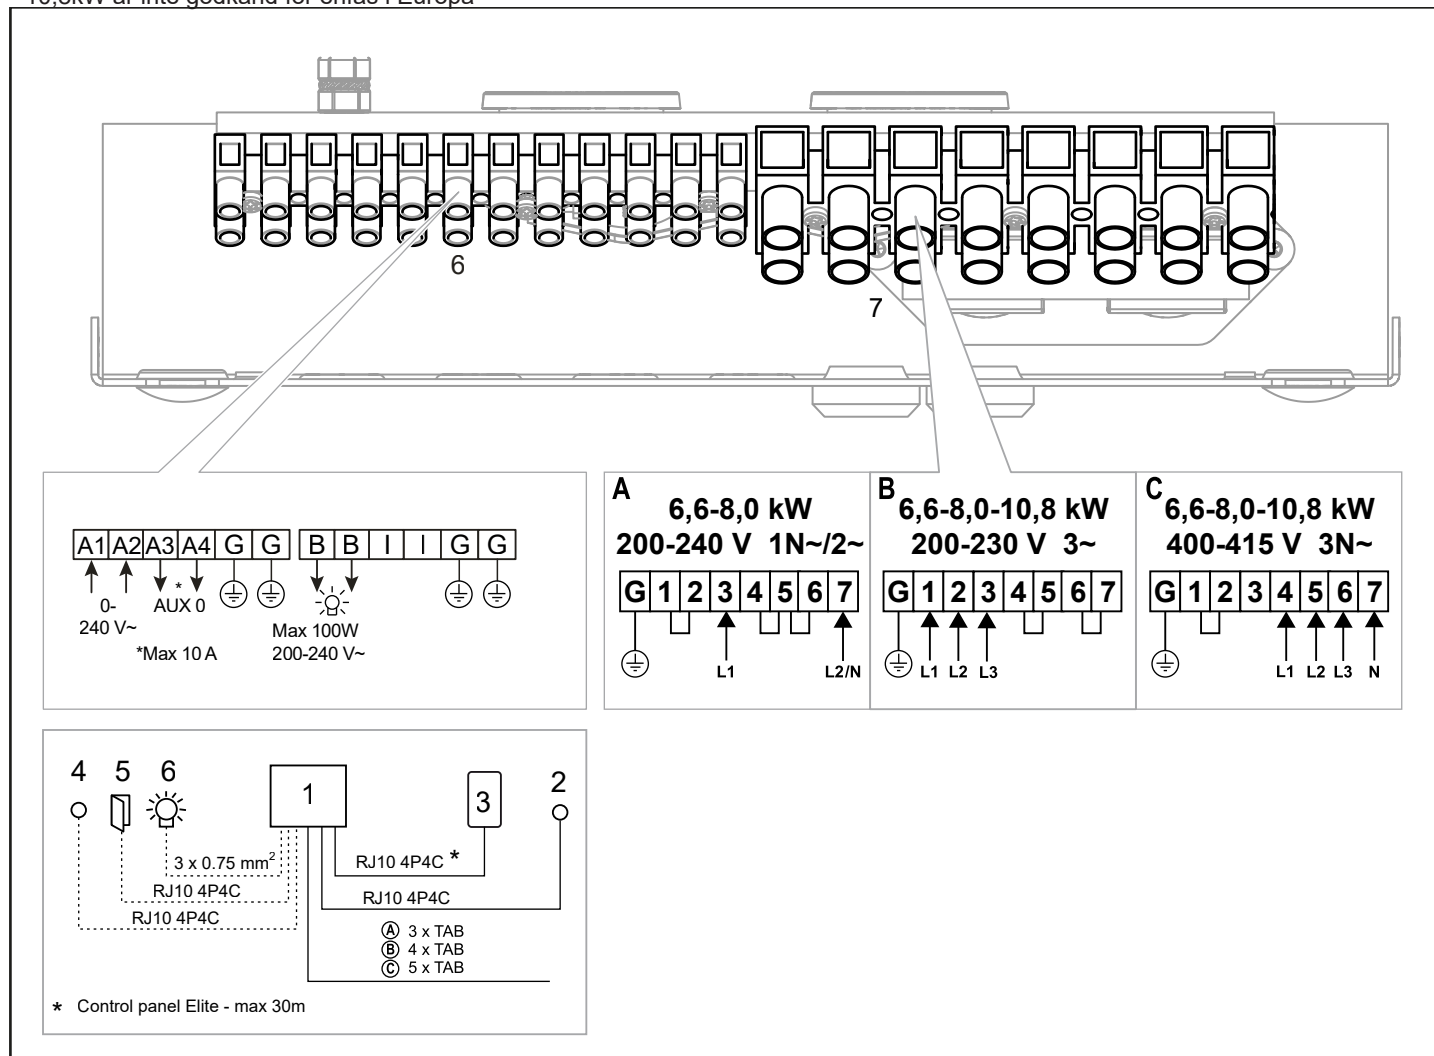 10,8kW är inte godkänd för enfas i Europa
6
7
A1 A2 A3 A4 G G B B I I G G
0-
240 V~
*
AUX 0
*Max 10 A
Max 100W
200-240 V~
A
6,6-8,0 kW
200-240 V 1N~/2~
G 1 2 3 4 5 6 7
L1 L2/N
B
6,6-8,0-10,8 kW
200-230 V 3~
G 1 2 3 4 5 6 7
L1 L2 L3
C
6,6-8,0-10,8 kW
400-415 V 3N~
G 1 2 3 4 5 6 7
L1 L2 L3 N
4 5 6 1 3 2
3 x 0.75 mm²
RJ10 4P4C
RJ10 4P4C
RJ10 4P4C *
RJ10 4P4C
A 3 x TAB
B 4 x TAB
C 5 x TAB
* Control panel Elite - max 30m